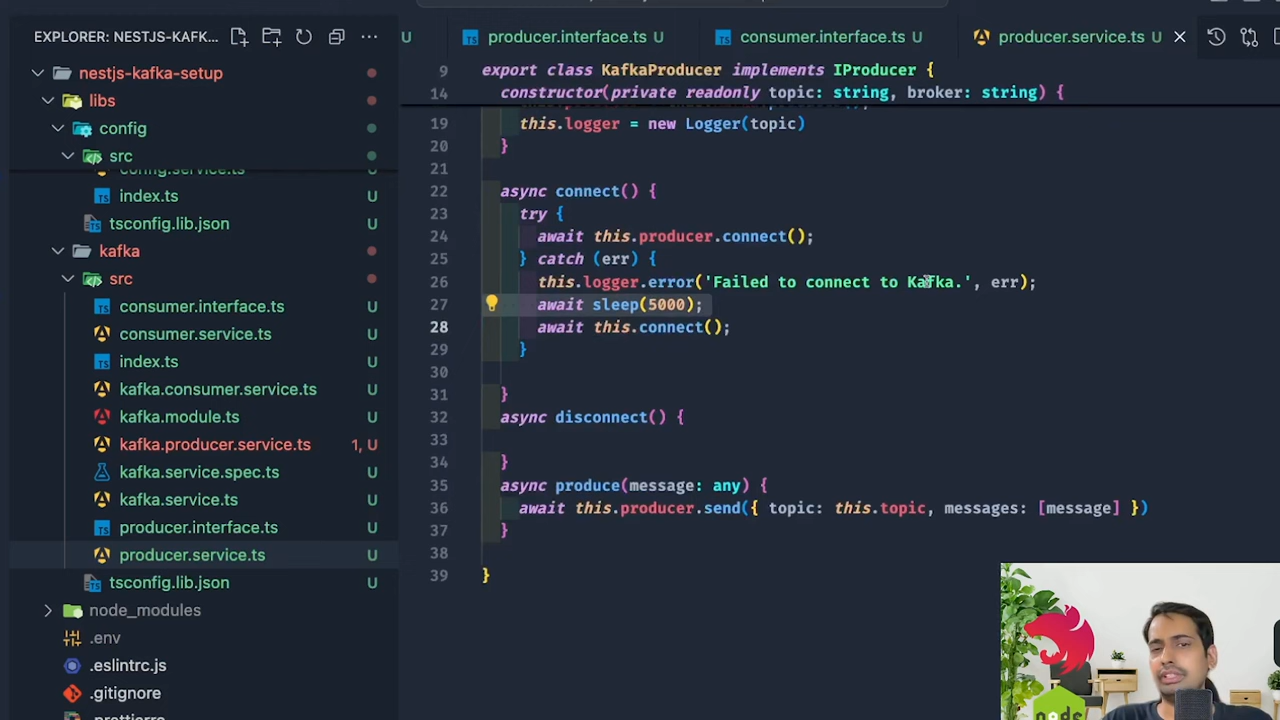 EXPLORER: NESTJS-KAFK...
nestjs-kafka-setup
libs
config
src
config.service.ts
index.ts
tsconfig.lib.json
kafka
src
consumer.interface.ts U
consumer.service.ts U
index.ts U
kafka.consumer.service.ts U
kafka.module.ts U
kafka.producer.service.ts 1, U
kafka.service.spec.ts U
kafka.service.ts U
producer.interface.ts U
producer.service.ts U
tsconfig.lib.json U
node_modules
.env
.eslintrc.js
.gitignore
U
producer.interface.ts U
consumer.interface.ts U
producer.service.ts U
9 export class KafkaProducer implements IProducer {
14 constructor(private readonly topic: string, broker: string) {
19 this.logger = new Logger(topic)
20 }
21
22 async connect() {
23 try {
24 await this.producer.connect();
25 } catch (err) {
26 this.logger.error('Failed to connect to Kafka.', err);
27 await sleep(5000);
28 await this.connect();
29 }
30
31 }
32 async disconnect() {
33
34 }
35 async produce(message: any) {
36 await this.producer.send({ topic: this.topic, messages: [message] })
37 }
38
39 }